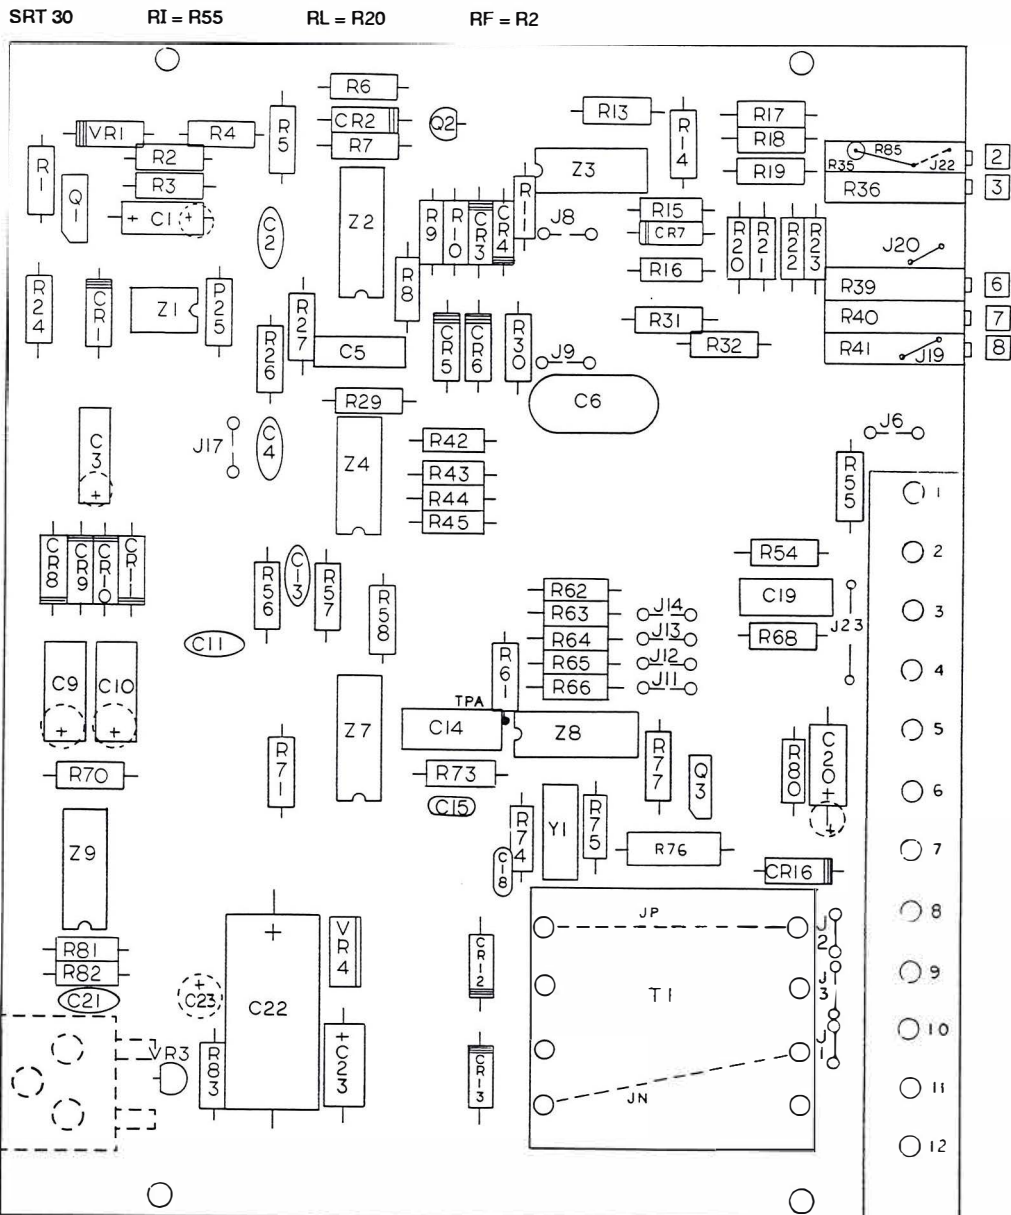 SRT 30 RI = R55 RL = R20 RF = R2
R6
R13
R17
VR1 R4 R5 CR2 Q2 R14 R18
R2 R7 R85 2
R1 Z3 R19 R35 J22
R3 R36 3
Q1 + C1 + Z2 R9 R10 CR3 CR4 R11 J8 R15
C2 CR7 R20 R21 R22 R23 J20
R16
R24 CR1 Z1 P25 R27 R8 R39 6
R31 R40 7
R26 C5 CR5 CR6 R30 J9 R32 R41 J19 8
R29 C6
C3 + J17 C4 Z4 R42 J6
R43 R55
R44 1
R45
CR8 CR9 CR10 CR11 R54 2
R56 C13 R57 R58 R62 C19
R63 J14 3
C11 R64 J13 R68 J23
R61 R65 J12 4
C9 + C10 + R66 J11
TPA
Z7 C14 Z8 5
R71 R77 R80 C20 +
R70 R73 Q3 6
C15 R74 Y1 R75 +
Z9 C18 R76 7
CR16
VR4 JP J2 8
R81 +
R82 CR12 9
C21 + C23 C22 T1 J3
10
VR3 R83 + C23 CR13 J1
JN 11
12